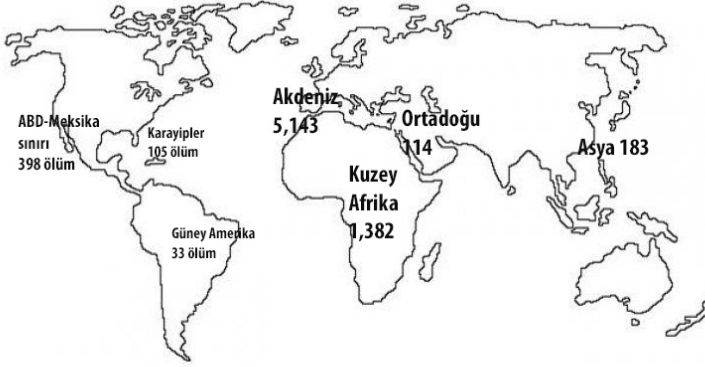 ABD-Meksika
sınırı
398 ölüm
Karayipler
105 ölüm
Güney Amerika
33 ölüm
Akdeniz
5,143
Ortadoğu
114
Kuzey
Afrika
1,382
Asya 183